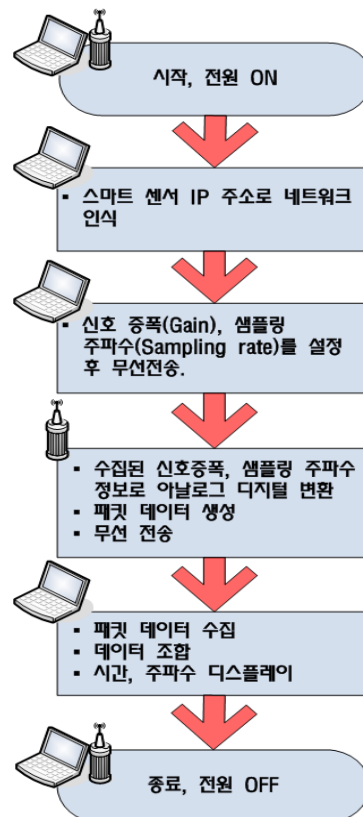 시작, 전원 ON
▪ 스마트 센서 IP 주소로 네트워크
인식
▪ 신호 증폭(Gain), 샘플링
주파수(Sampling rate)를 설정
후 무선전송.
▪ 수집된 신호증폭, 샘플링 주파수
정보로 아날로그 디지털 변환
▪ 패킷 데이터 생성
▪ 무선 전송
▪ 패킷 데이터 수집
▪ 데이터 조합
▪ 시간, 주파수 디스플레이
종료, 전원 OFF